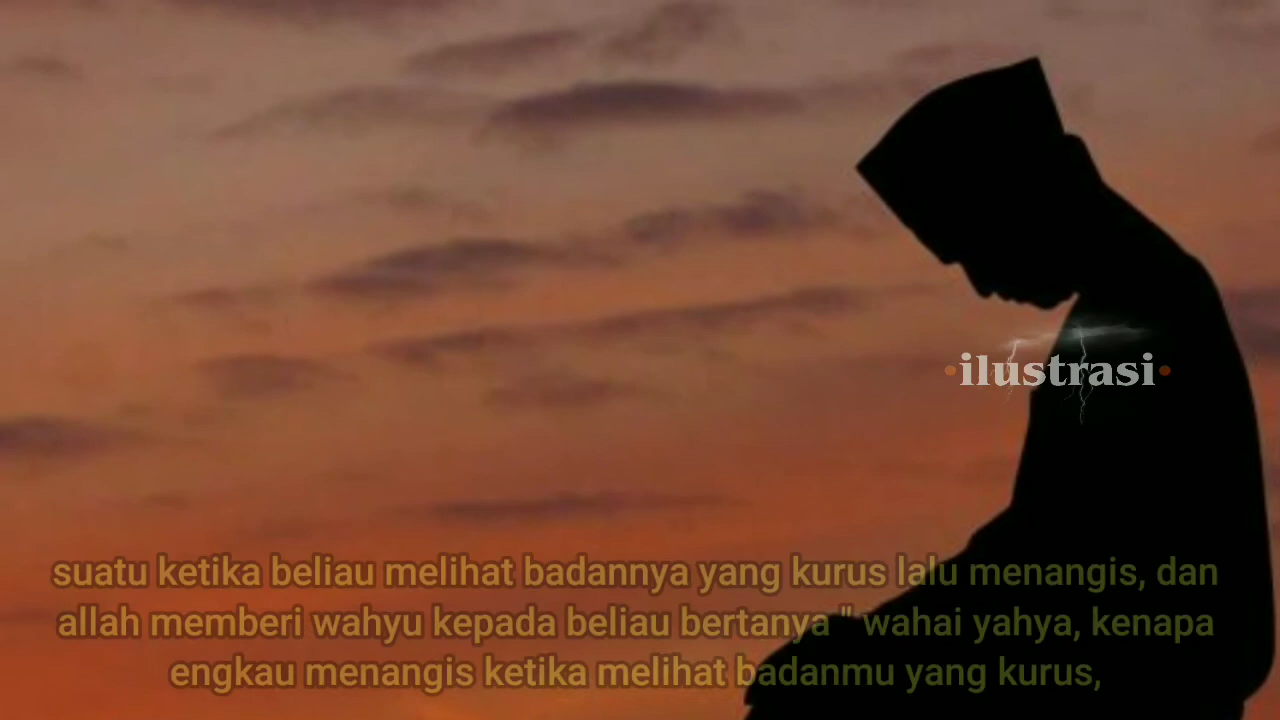 •ilustrasi•
suatu ketika beliau melihat badannya yang kurus lalu menangis, dan
allah memberi wahyu kepada beliau bertanya " wahai yahya, kenapa
engkau menangis ketika melihat badanmu yang kurus,